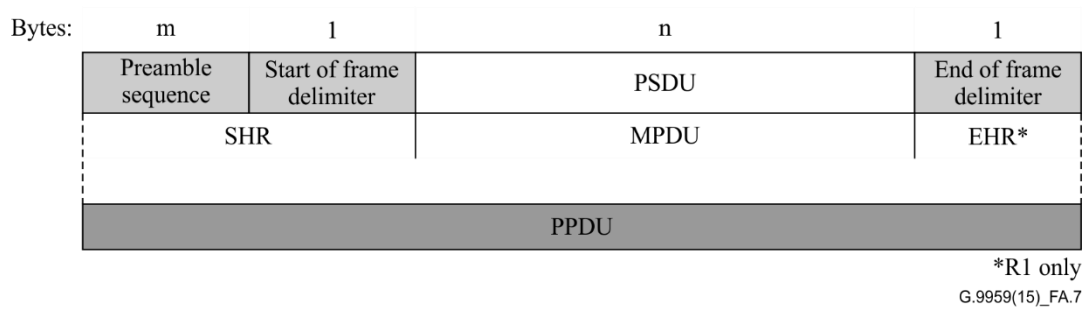 Bytes: m 1 n 1
Preamble sequence Start of frame delimiter PSDU End of frame delimiter
SHR MPDU EHR*
PPDU
*R1 only
G.9959(15)_FA.7